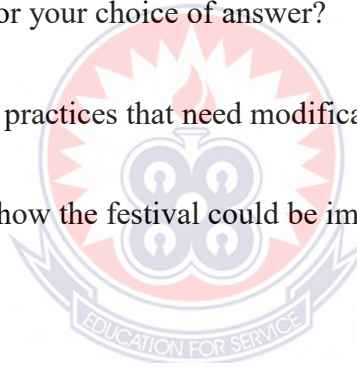 or your choice of answer?
practices that need modifica
how the festival could be im
EDUCATION FOR SERVICE